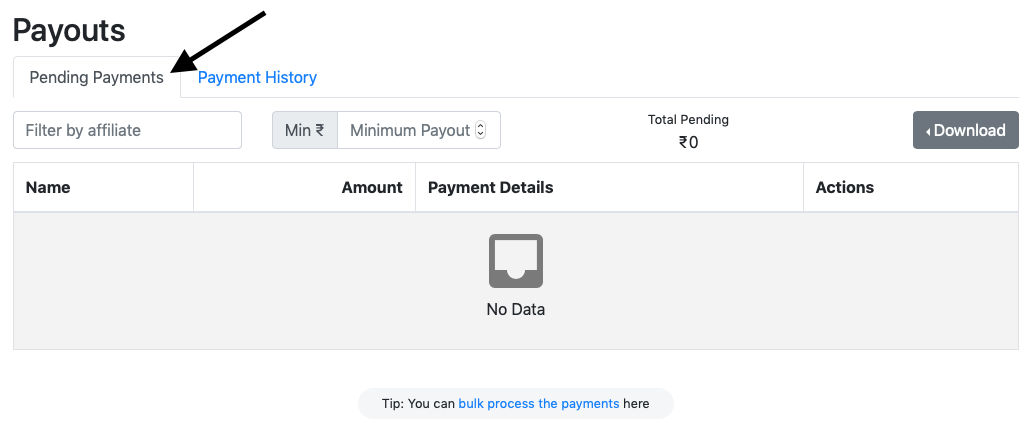 Payouts
Pending Payments Payment History
Filter by affiliate Min ₹ Minimum Payout Total Pending Download
₹0
Name Amount Payment Details Actions
No Data
Tip: You can bulk process the payments here